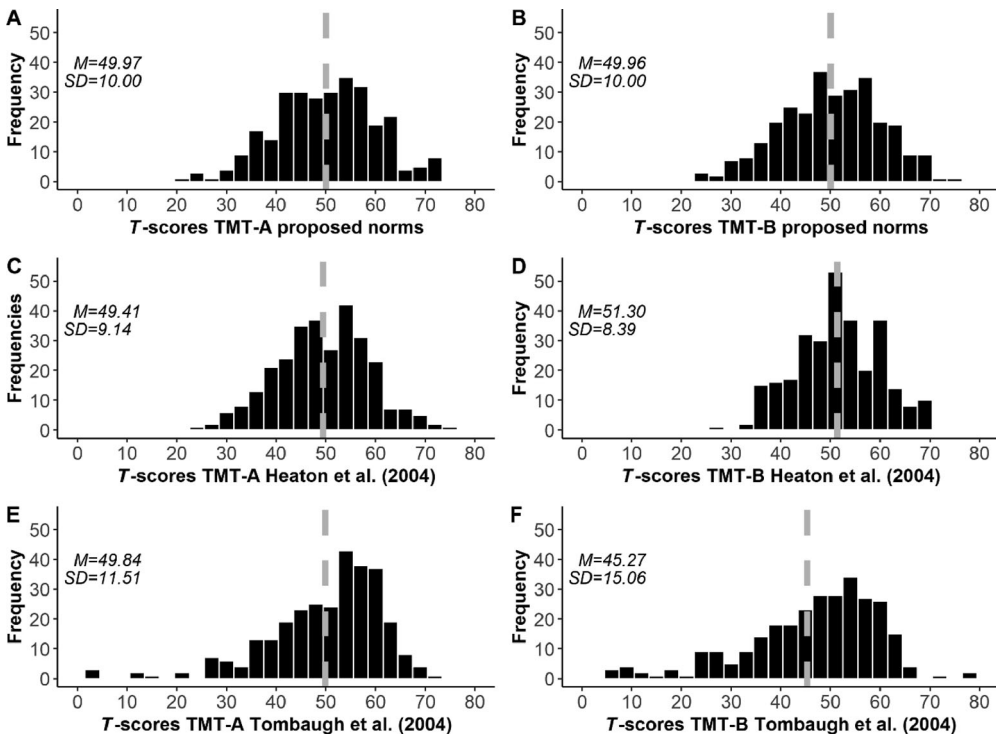 A
50
40
30
20
10
0
Frequency
M=49.97
SD=10.00
0 10 20 30 40 50 60 70 80
T-scores TMT-A proposed norms
B
50
40
30
20
10
0
Frequency
M=49.96
SD=10.00
0 10 20 30 40 50 60 70 80
T-scores TMT-B proposed norms
C
50
40
30
20
10
0
Frequencies
M=49.41
SD=9.14
0 10 20 30 40 50 60 70 80
T-scores TMT-A Heaton et al. (2004)
D
50
40
30
20
10
0
Frequency
M=51.30
SD=8.39
0 10 20 30 40 50 60 70 80
T-scores TMT-B Heaton et al. (2004)
E
50
40
30
20
10
0
Frequency
M=49.84
SD=11.51
0 10 20 30 40 50 60 70 80
T-scores TMT-A Tombaugh et al. (2004)
F
50
40
30
20
10
0
Frequency
M=45.27
SD=15.06
0 10 20 30 40 50 60 70 80
T-scores TMT-B Tombaugh et al. (2004)